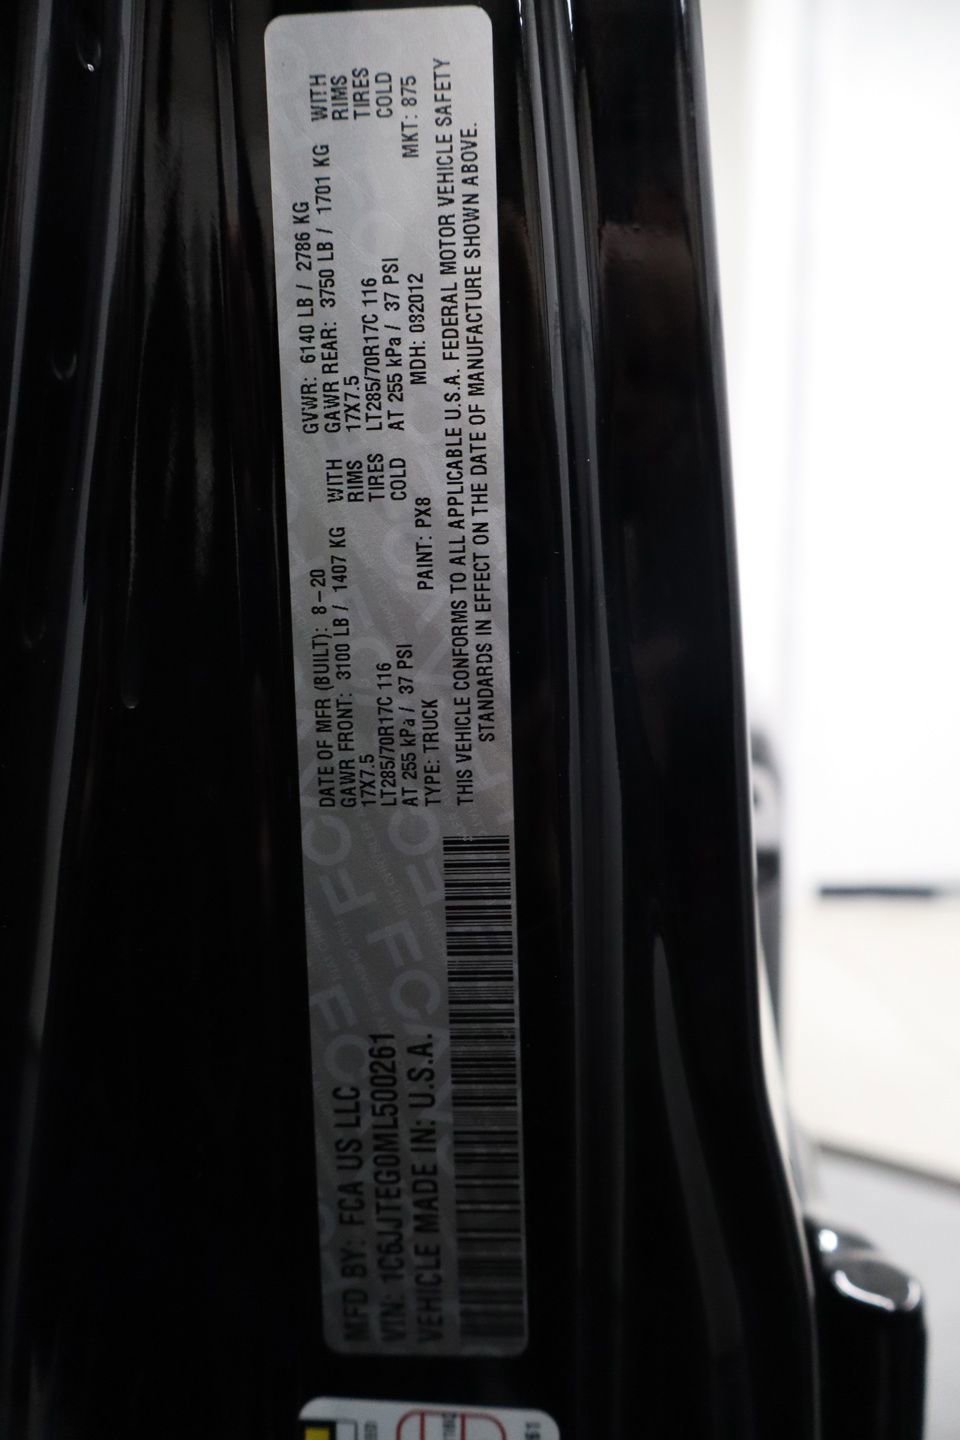 MFD BY: FCA US LLC
VIN: 1C6JJTEG0ML500261
VEHICLE MADE IN: U.S.A.
DATE OF MFR (BUILT): 8-20 GVWR: 6140 LB / 2786 KG
GAWR FRONT: 3100 LB / 1407 KG WITH GAWR REAR: 3750 LB / 1701 KG WITH
17X7.5 RIMS 17X7.5 RIMS
LT285/70R17C 116 TIRES LT285/70R17C 116 TIRES
AT 255 kPa / 37 PSI COLD AT 255 kPa / 37 PSI COLD
TYPE: TRUCK PAINT: PX8 MDH: 082012 MKT: 875
THIS VEHICLE CONFORMS TO ALL APPLICABLE U.S.A. FEDERAL MOTOR VEHICLE SAFETY
STANDARDS IN EFFECT ON THE DATE OF MANUFACTURE SHOWN ABOVE.